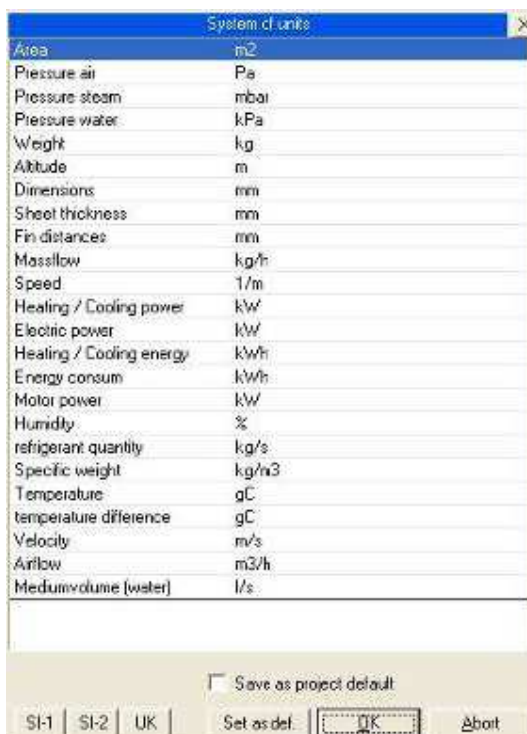 System of units
Area m2
Pressure air Pa
Pressure steam mbar
Pressure water kPa
Weight kg
Altitude m
Dimensions mm
Sheet thickness mm
Fin distances mm
Massflow kg/h
Speed 1/m
Heating / Cooling power kW
Electric power kW
Heating / Cooling energy kWh
Energy consum kWh
Motor power kW
Humidity %
refrigerant quantity kg/s
Specific weight kg/m3
Temperature gC
temperature difference gC
Velocity m/s
Airflow m3/h
Mediumvolume (water) l/s
Save as project default
SI-1 SI-2 UK Set as def. OK Abort